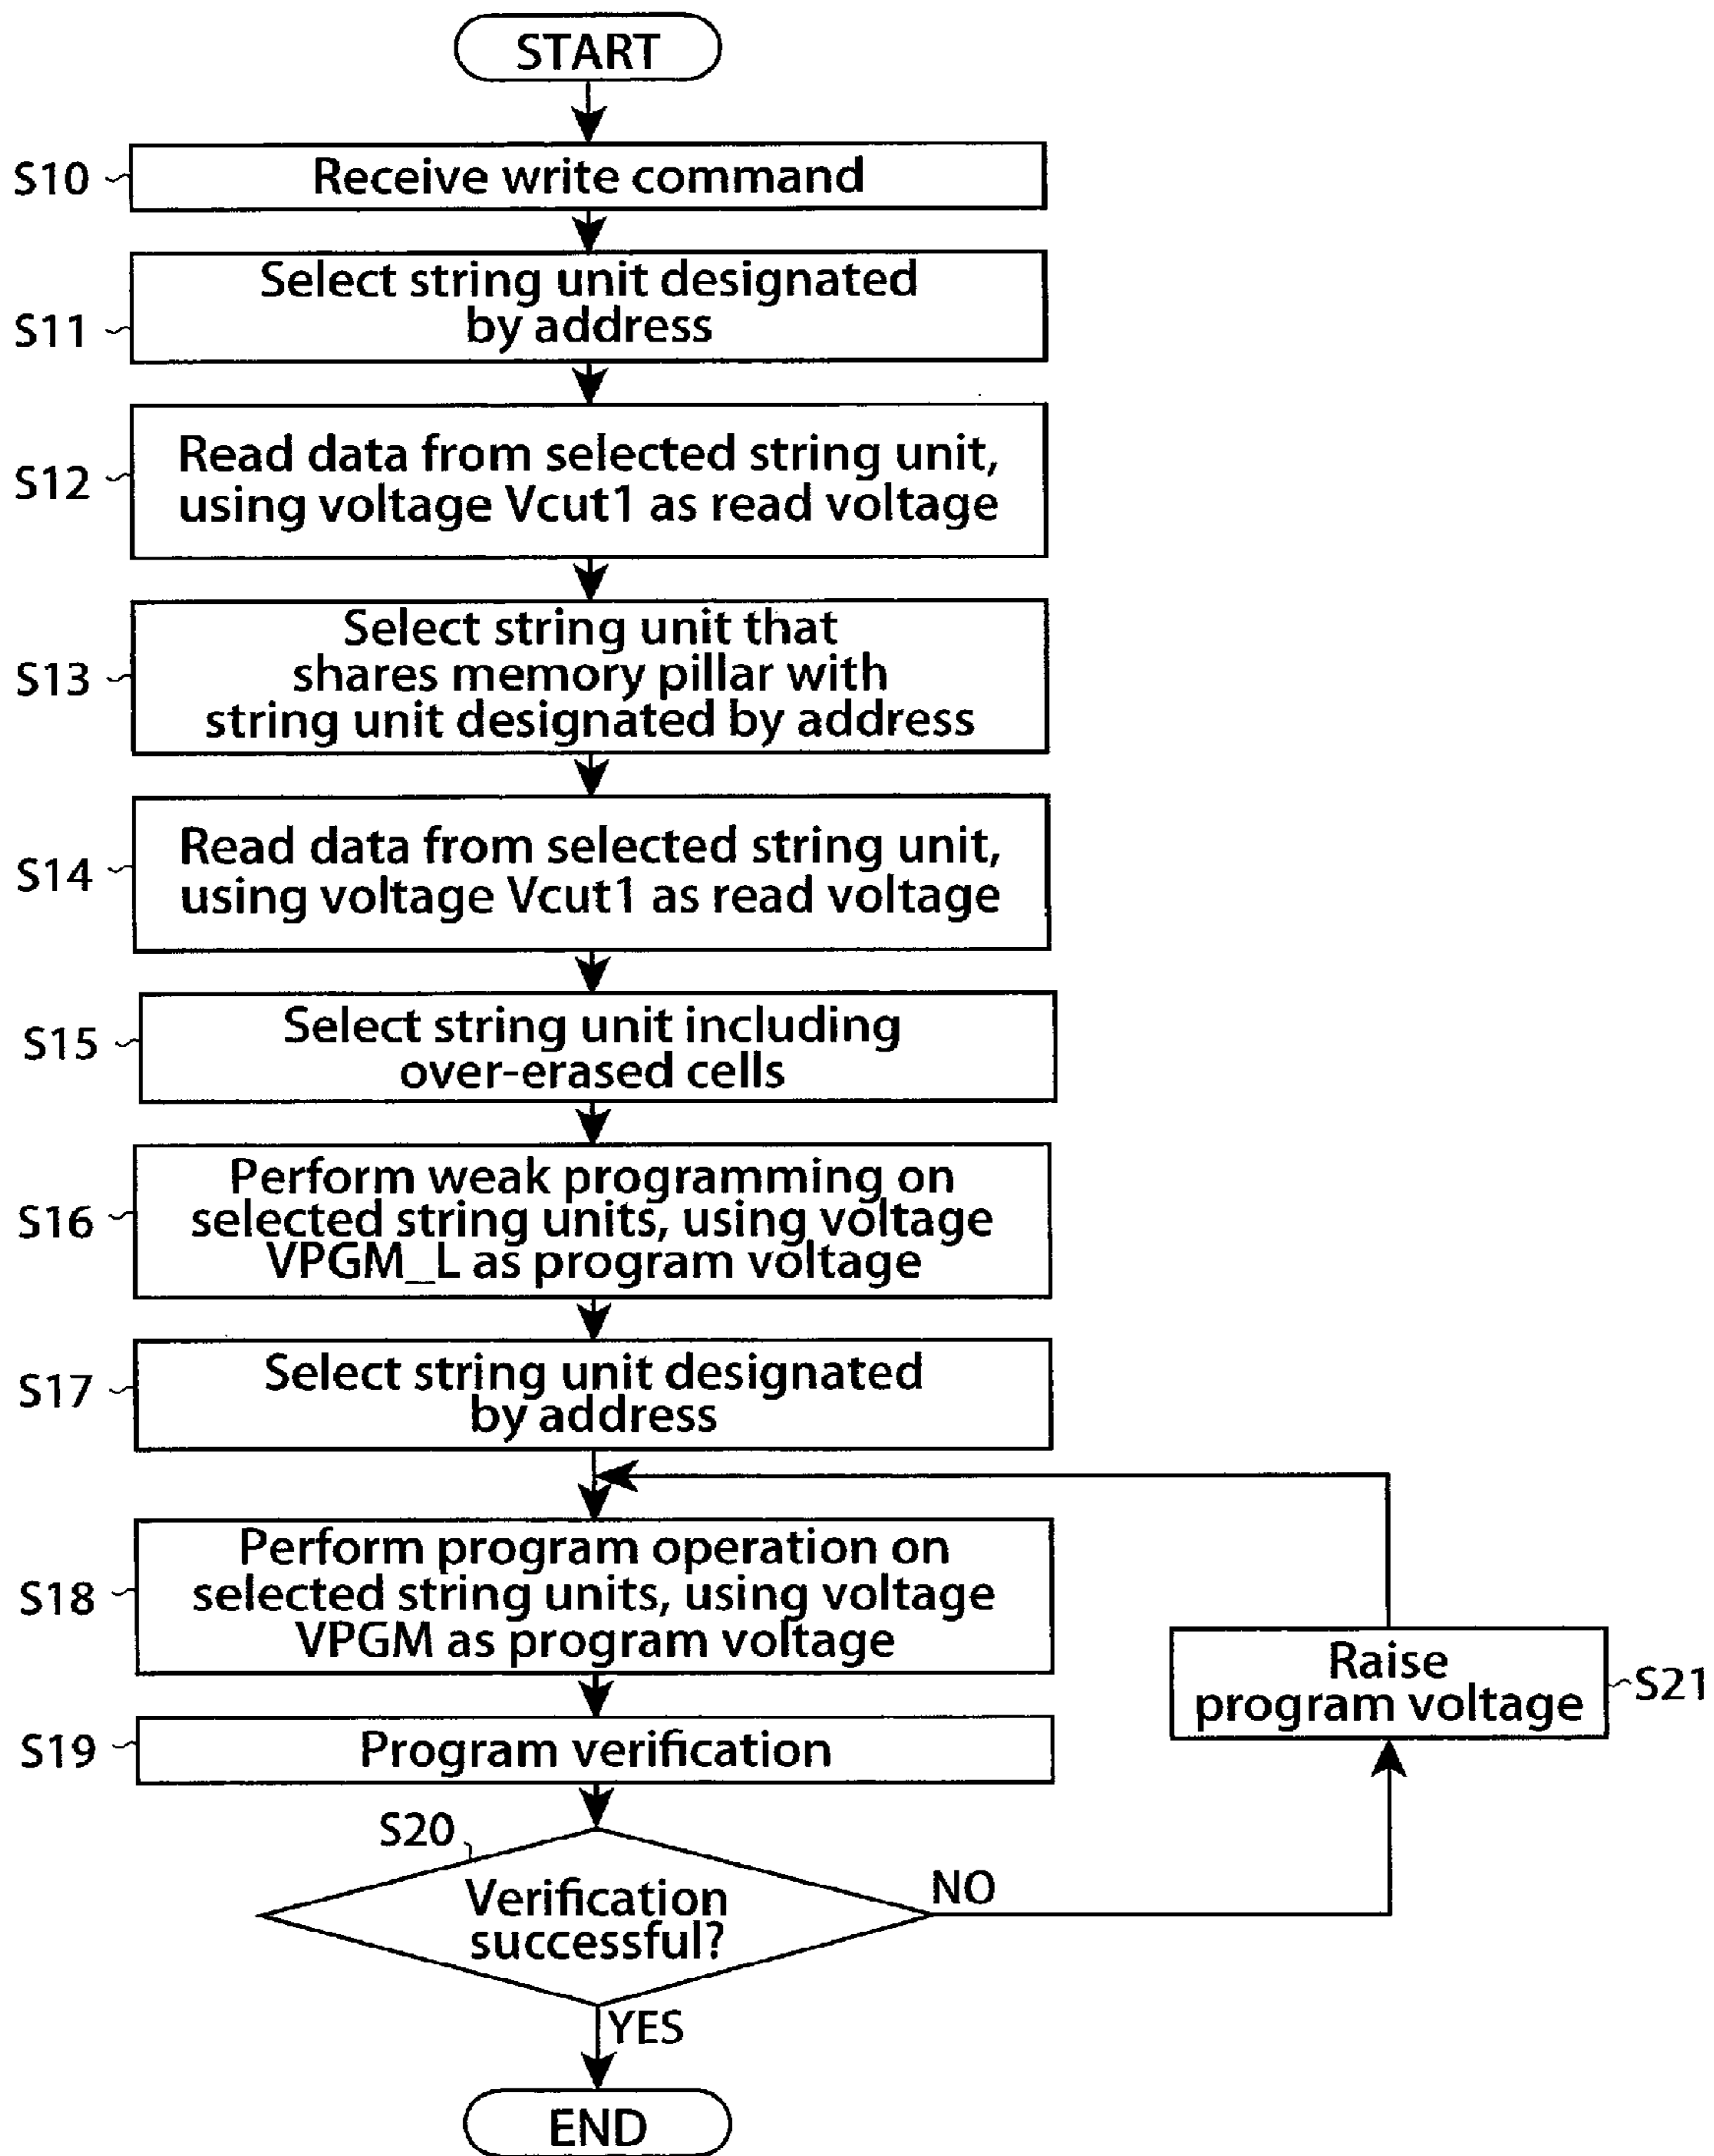 START
S10
Receive write command
S11
Select string unit designated
by address
S12
Read data from selected string unit,
using voltage Vcut1 as read voltage
S13
Select string unit that
shares memory pillar with
string unit designated by address
S14
Read data from selected string unit,
using voltage Vcut1 as read voltage
S15
Select string unit including
over-erased cells
S16
Perform weak programming on
selected string units, using voltage
VPGM_L as program voltage
S17
Select string unit designated
by address
S18
Perform program operation on
selected string units, using voltage
VPGM as program voltage
Raise
program voltage
S21
S19
Program verification
S20
Verification
successful?
NO
YES
END